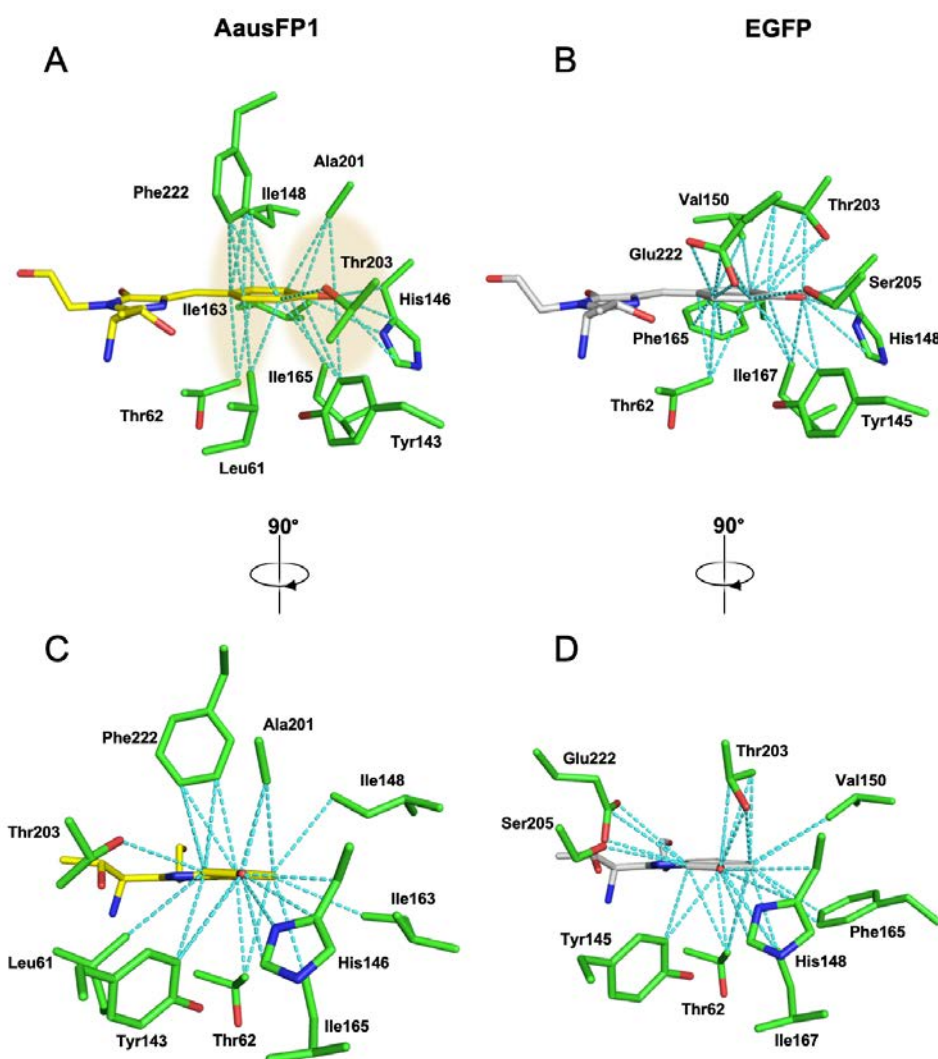 AausFP1
EGFP
A
B
Phe222
Ile148
Ala201
Thr203
His146
Ile163
Ile165
Thr62
Leu61
Tyr143
Val150
Thr203
Glu222
Ser205
Phe165
His148
Ile167
Thr62
Tyr145
90°
90°
C
D
Phe222
Ala201
Ile148
Thr203
Ile163
Leu61
His146
Tyr143
Thr62
Ile165
Glu222
Thr203
Val150
Ser205
Phe165
Tyr145
His148
Thr62
Ile167